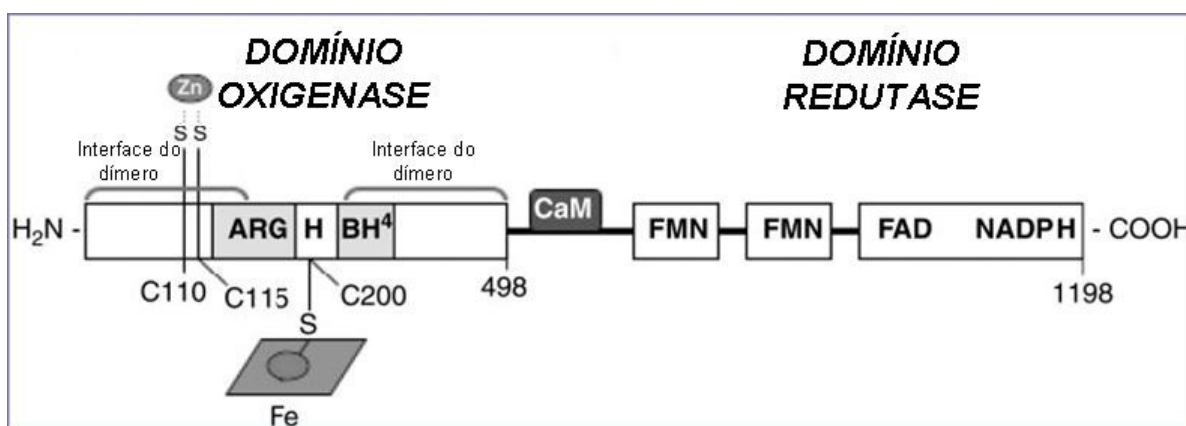 DOMÍNIO
OXIGENASE
DOMÍNIO
REDUTASE
Zn
S S
Interface do
dímero
Interface do
dímero
H₂N -
ARG
H
BH⁴
CaM
FMN
FMN
FAD
NADPH
- COOH
C110
C115
C200
498
1198
S
Fe